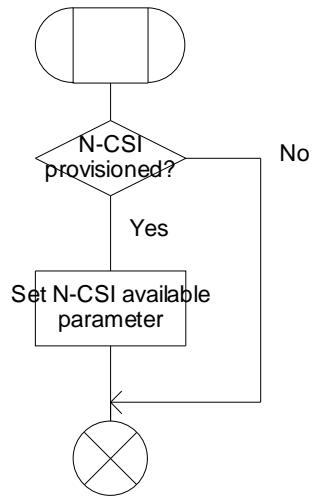 N-CSI
provisioned?
No
Yes
Set N-CSI available
parameter